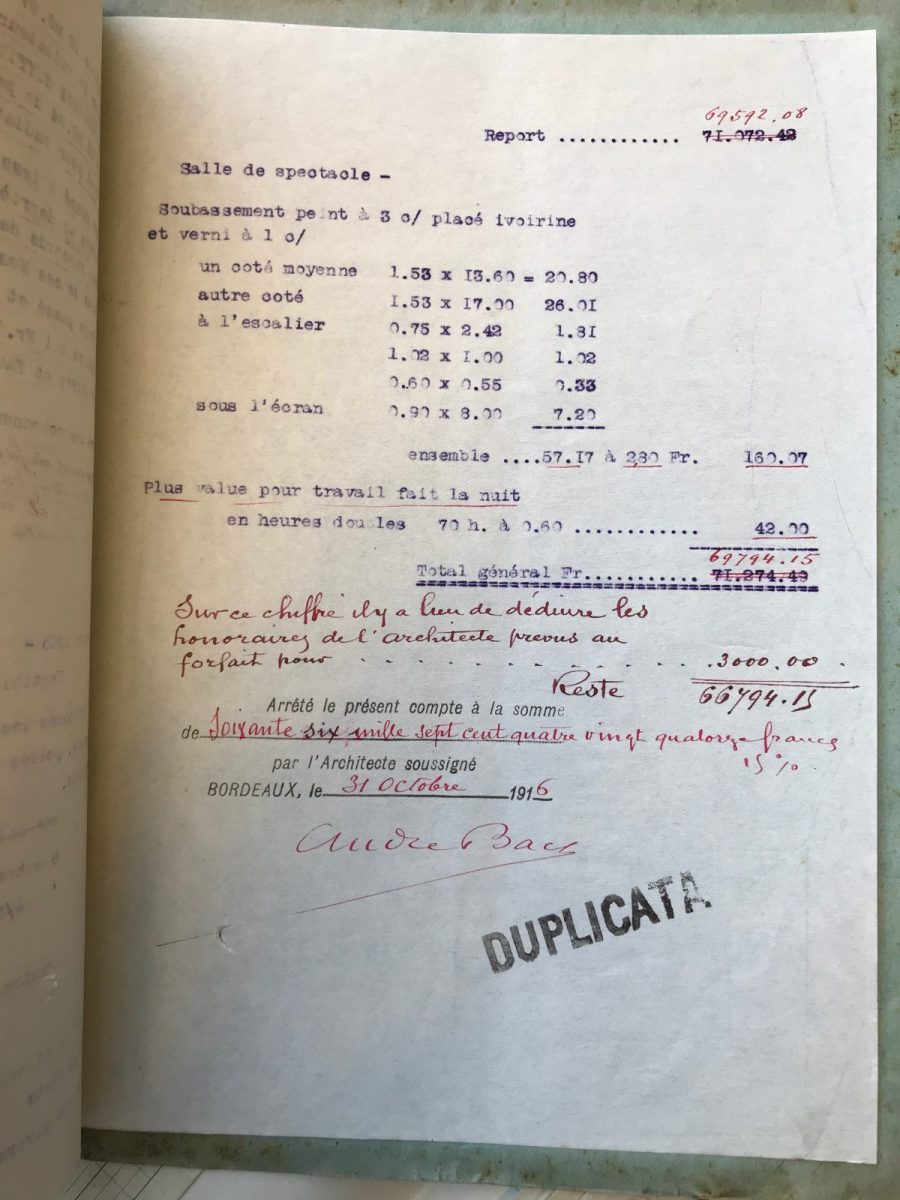 69592.08
Report ............ 71.072.42
Salle de spectacle -
Soubassement peint à 3 c/ placé ivoirine
et verni à 1 c/
un coté moyenne 1.53 x 13.60 = 20.80
autre coté 1.53 x 17.00 26.01
à l'escalier 0.75 x 2.42 1.81
1.02 x 1.00 1.02
0.60 x 0.55 0.33
sous l'écran 0.90 x 8.00 7.20
ensemble ....57.17 à 2,80 Fr. 160.07
Plus value pour travail fait la nuit
en heures doubles 70 h. à 0.60 ............ 42.00
69794.15
Total général Fr........... 71.274.49
Sur ce chiffre il y a lieu de dédiure les
honoraires de l'architecte prevus au
forfait pour . . . . . . . . . . . 3000.00 .
Reste 66794.15
Arrêté le présent compte à la somme
de Soixante six mille sept cent quatre vingt quatorze francs
15 %
par l'Architecte soussigné
BORDEAUX, le 31 Octobre 1916
DUPLICATA